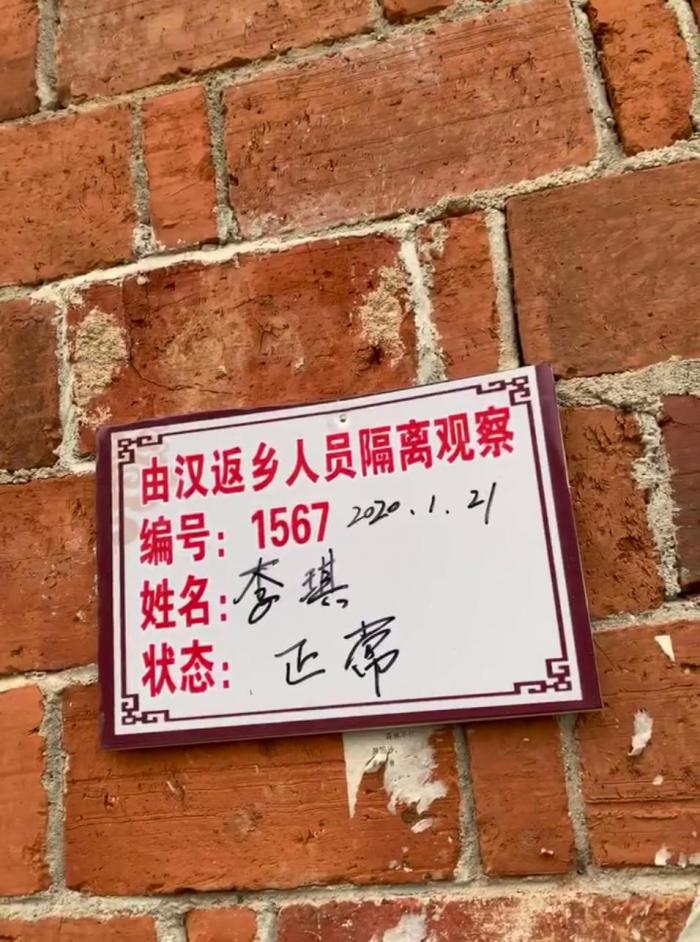 由汉返乡人员隔离观察
编号：1567 2020.1.21
姓名：李琪
状态：正常